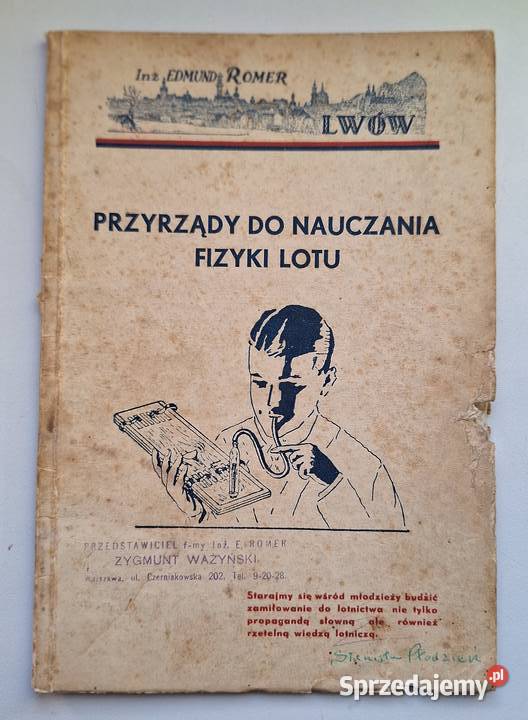 Inż. EDMUND ROMER
LWÓW
PRZYRZĄDY DO NAUCZANIA
FIZYKI LOTU
PRZEDSTAWICIEL f-my Inż. E. ROMER
ZYGMUNT WAŻYŃSKI
Warszawa, ul. Czerniakowska 202, Tel. 9-20-28.
Starajmy się wśród młodzieży budzić
zamiłowanie do lotnictwa nie tylko
propagandą słowną ale również
rzetelną wiedzą lotniczą.
Sprzedajemy.pl